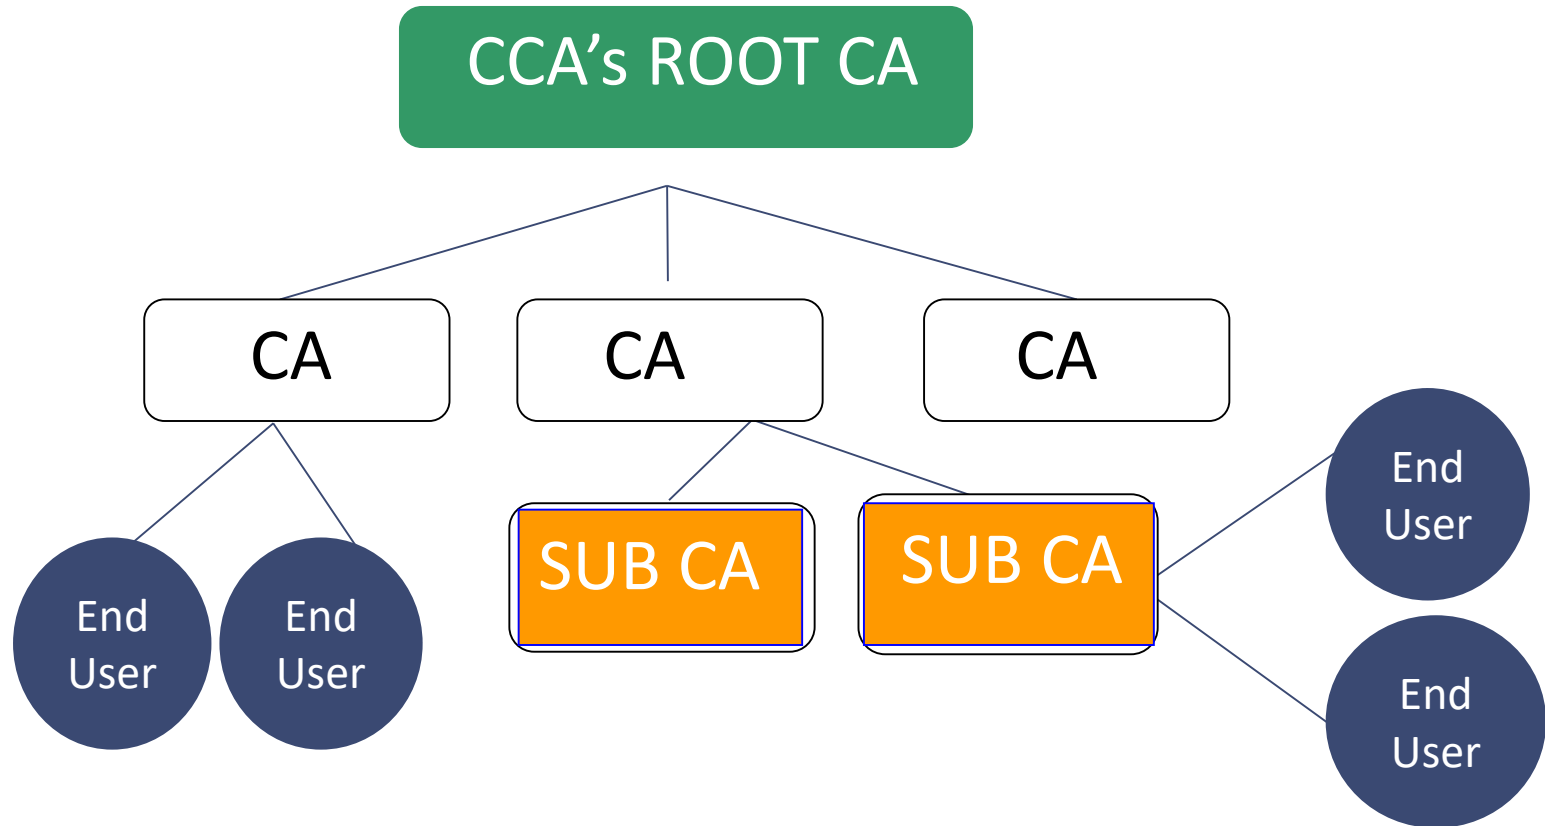 CCA’s ROOT CA
CA
CA
CA
SUB CA
SUB CA
End
User
End
User
End
User
End
User